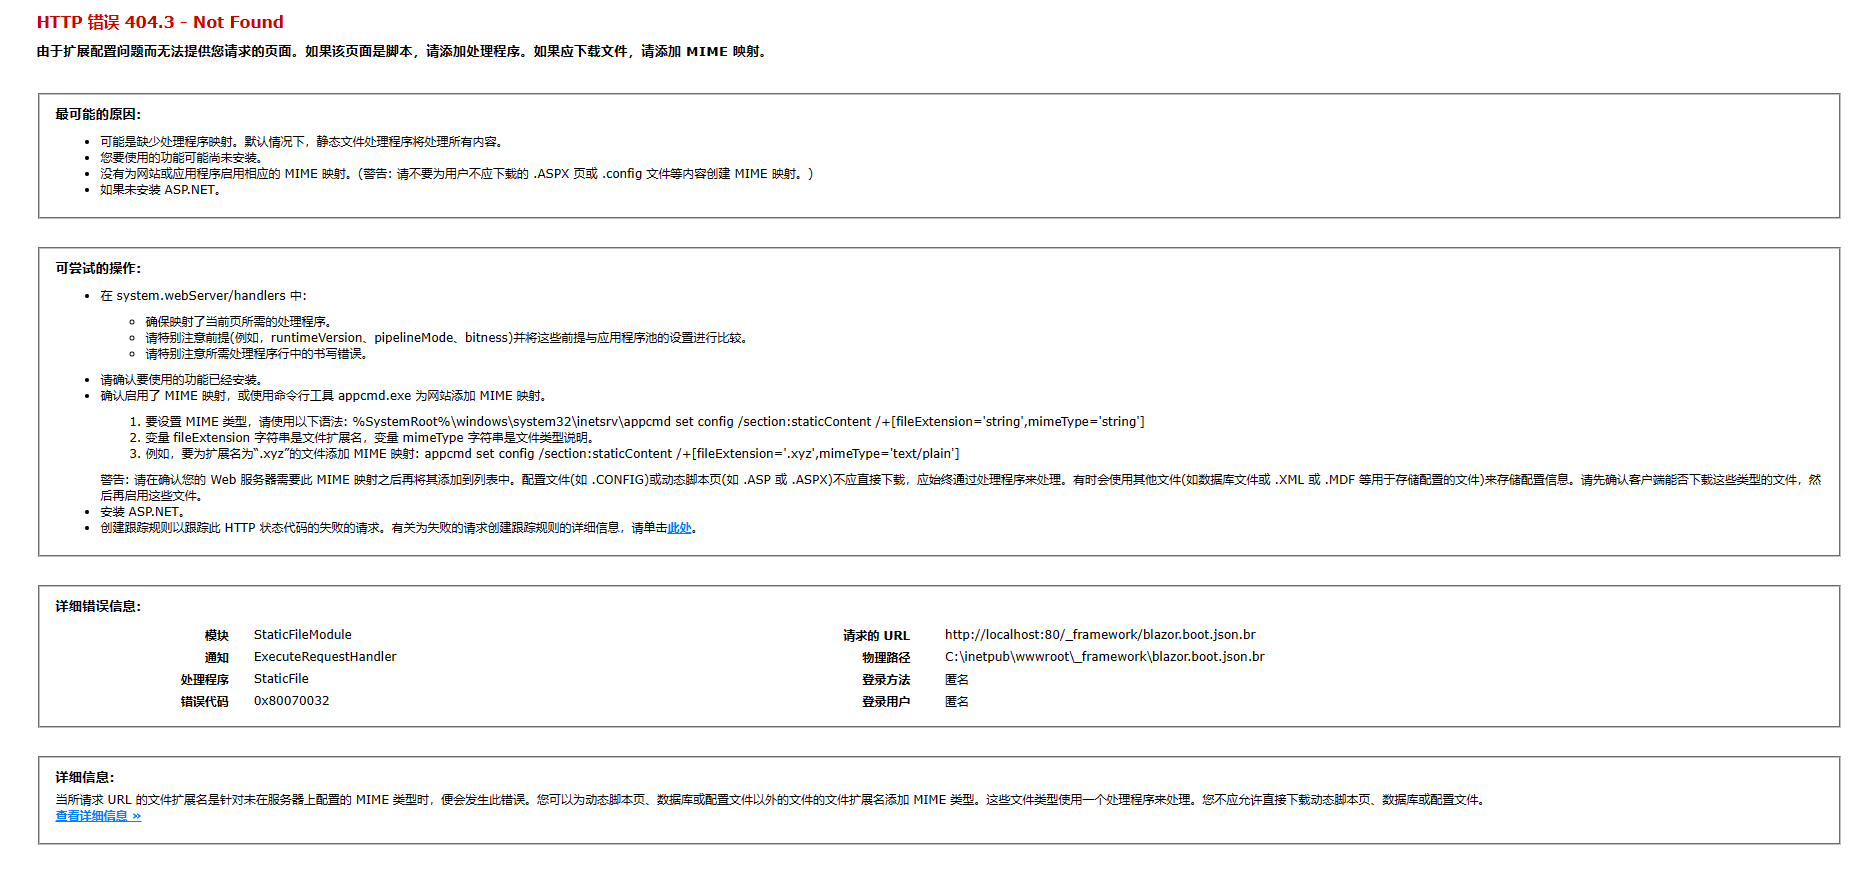 HTTP 错误 404.3 - Not Found
由于扩展配置问题而无法提供您请求的页面。如果该页面是脚本，请添加处理程序。如果应下载文件，请添加 MIME 映射。
最可能的原因:
• 可能是缺少处理程序映射。默认情况下，静态文件处理程序将处理所有内容。
• 您要使用的功能可能尚未安装。
• 没有为网站或应用程序启用相应的 MIME 映射。(警告: 请不要为用户不应下载的 .ASPX 页或 .config 文件等内容创建 MIME 映射。)
• 如果未安装 ASP.NET。
可尝试的操作:
• 在 system.webServer/handlers 中:
◦ 确保映射了当前页所需的处理程序。
◦ 请特别注意前提(例如，runtimeVersion、pipelineMode、bitness)并将这些前提与应用程序池的设置进行比较。
◦ 请特别注意所需处理程序行中的书写错误。
• 请确认要使用的功能已经安装。
• 确认启用了 MIME 映射，或使用命令行工具 appcmd.exe 为网站添加 MIME 映射。
1. 要设置 MIME 类型，请使用以下语法: %SystemRoot%\windows\system32\inetsrv\appcmd set config /section:staticContent /+[fileExtension='string',mimeType='string']
2. 变量 fileExtension 字符串是文件扩展名，变量 mimeType 字符串是文件类型说明。
3. 例如，要为扩展名为“.xyz”的文件添加 MIME 映射: appcmd set config /section:staticContent /+[fileExtension='.xyz',mimeType='text/plain']
警告: 请在确认您的 Web 服务器需要此 MIME 映射之后再将其添加到列表中。配置文件(如 .CONFIG)或动态脚本页(如 .ASP 或 .ASPX)不应直接下载，应始终通过处理程序来处理。有时会使用其他文件(如数据库文件或 .XML 或 .MDF 等用于存储配置的文件)来存储配置信息。请先确认客户端能否下载这些类型的文件，然
后再启用这些文件。
• 安装 ASP.NET。
• 创建跟踪规则以跟踪此 HTTP 状态代码的失败的请求。有关为失败的请求创建跟踪规则的详细信息，请单击此处。
详细错误信息:
模块 StaticFileModule
通知 ExecuteRequestHandler
处理程序 StaticFile
错误代码 0x80070032
请求的 URL http://localhost:80/_framework/blazor.boot.json.br
物理路径 C:\inetpub\wwwroot\_framework\blazor.boot.json.br
登录方法 匿名
登录用户 匿名
详细信息:
当所请求 URL 的文件扩展名是针对未在服务器上配置的 MIME 类型时，便会发生此错误。您可以为动态脚本页、数据库或配置文件以外的文件的文件扩展名添加 MIME 类型。这些文件类型使用一个处理程序来处理。您不应允许直接下载动态脚本页、数据库或配置文件。
查看详细信息 »